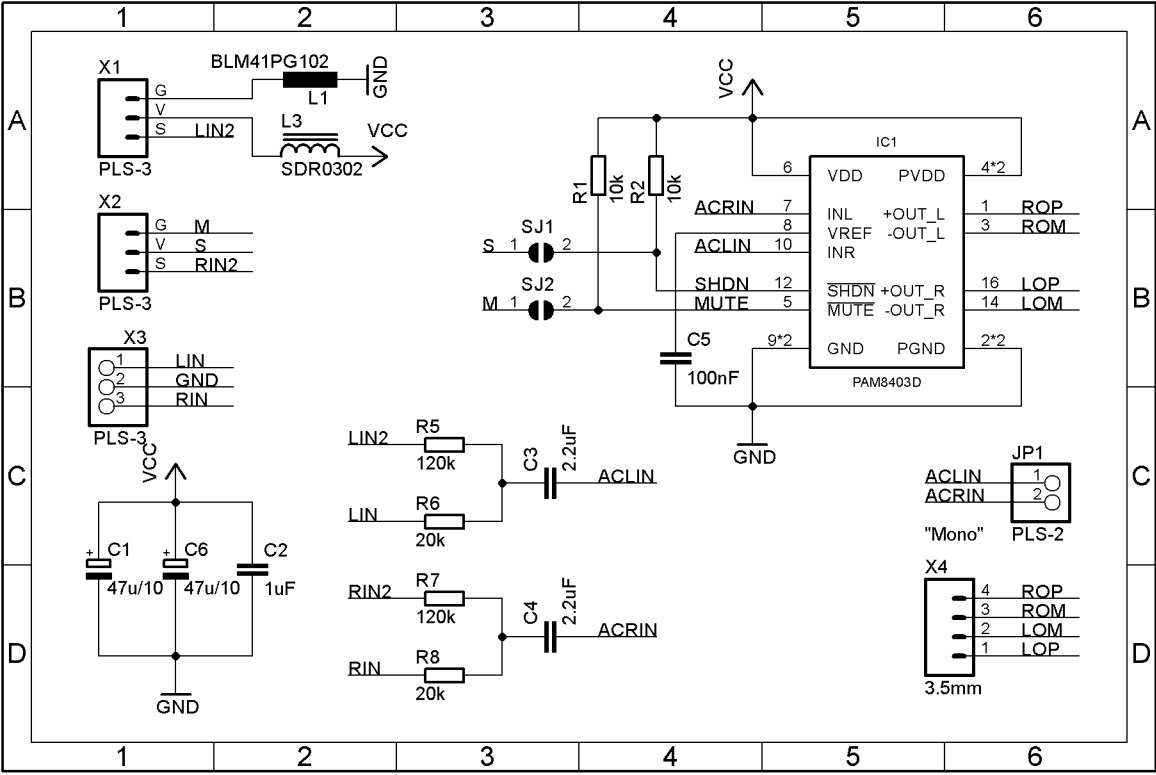 1 2 3 4 5 6
A A
B B
C C
D D
X1
G
V
S LIN2
PLS-3
BLM41PG102
L1
GND
L3
SDR0302
VCC
X2
G M
V S
S RIN2
PLS-3
X3
1 LIN
2 GND
3 RIN
PLS-3
VCC
+ C1
47u/10
+ C6
47u/10
C2
1uF
GND
LIN2 R5
120k
LIN R6
20k
C3
2.2uF
ACLIN
RIN2 R7
120k
RIN R8
20k
C4
2.2uF
ACRIN
VCC
R1
10k
R2
10k
SJ1
S 1 2
SJ2
M 1 2
ACRIN 7
8
ACLIN 10
SHDN 12
MUTE 5
6
9*2
C5
100nF
GND
IC1
VDD PVDD
INL +OUT_L
VREF -OUT_L
INR
SHDN +OUT_R
MUTE -OUT_R
GND PGND
PAM8403D
4*2
1 ROP
3 ROM
16 LOP
14 LOM
2*2
JP1
ACLIN 1
ACRIN 2
"Mono" PLS-2
X4
4 ROP
3 ROM
2 LOM
1 LOP
3.5mm
1 2 3 4 5 6